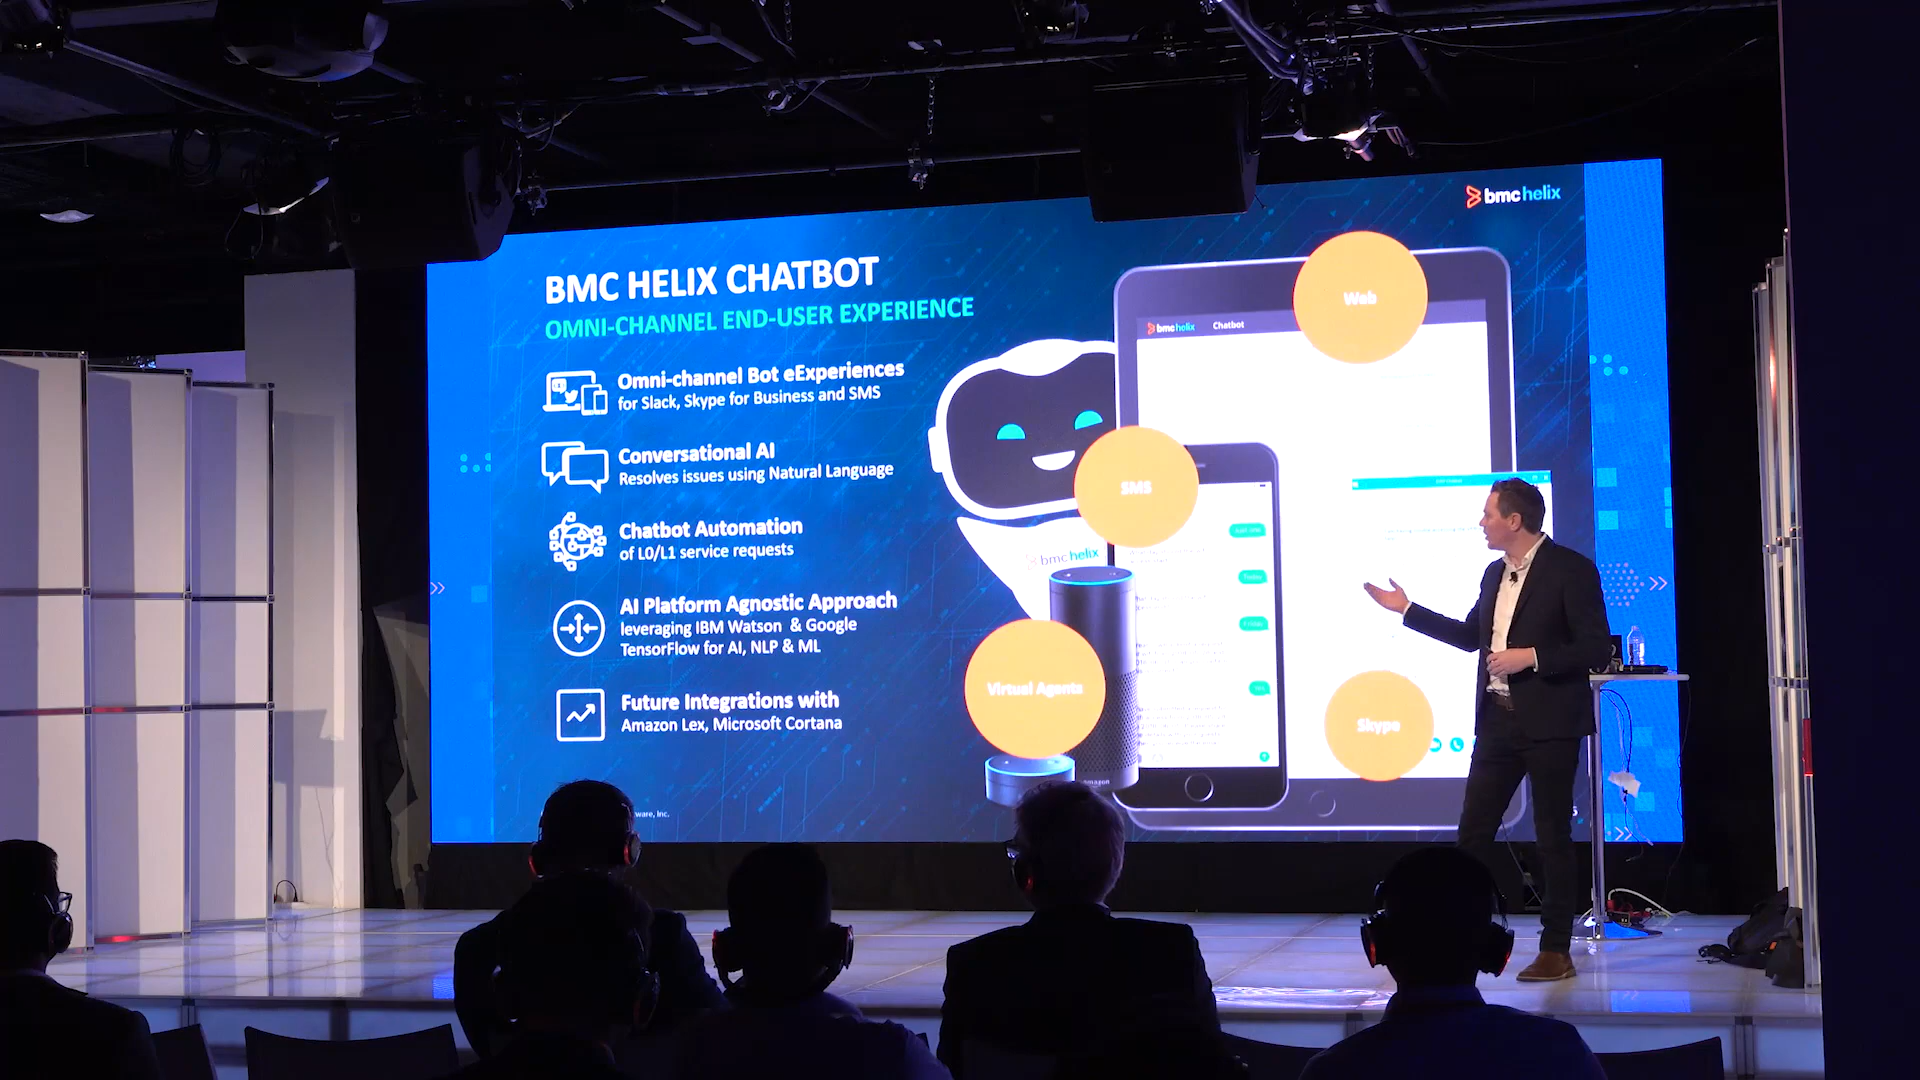 bmc helix
BMC HELIX CHATBOT
OMNI-CHANNEL END-USER EXPERIENCE
Omni-channel Bot eExperiences
for Slack, Skype for Business and SMS
Conversational AI
Resolves issues using Natural Language
Chatbot Automation
of L0/L1 service requests
AI Platform Agnostic Approach
leveraging IBM Watson & Google
TensorFlow for AI, NLP & ML
Future Integrations with
Amazon Lex, Microsoft Cortana
ware, Inc.
Web
bmc helix Chatbot
SMS
bmc helix
Virtual Agents
Skype
amazon